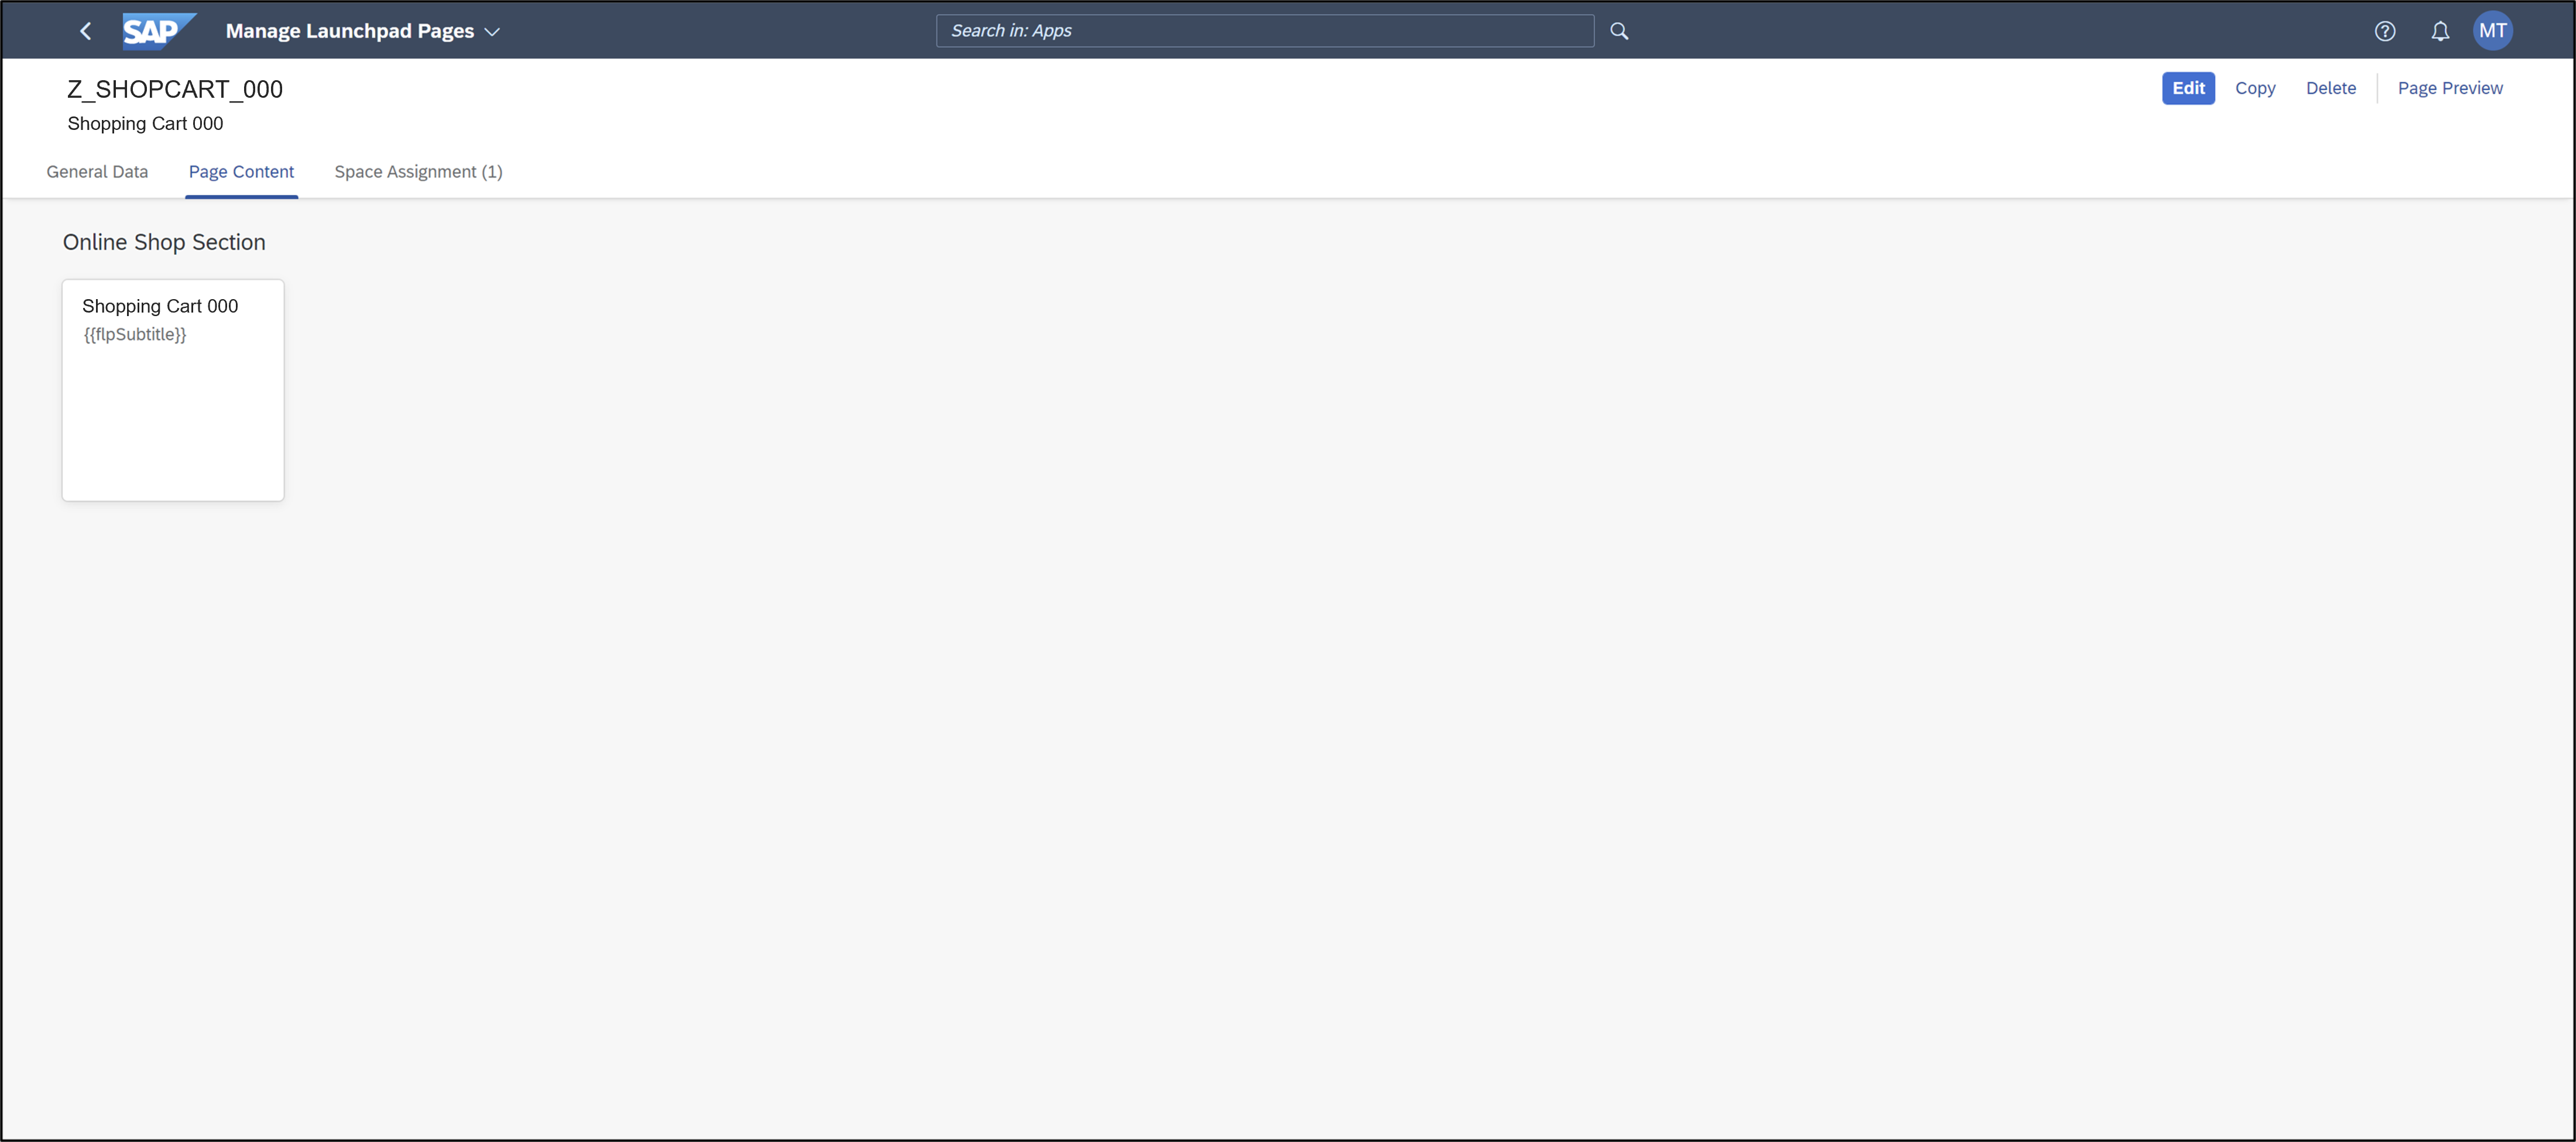 SAP Manage Launchpad Pages Search in: Apps MT
Z_SHOPCART_000 Edit Copy Delete Page Preview
Shopping Cart 000
General Data Page Content Space Assignment (1)
Online Shop Section
Shopping Cart 000
{{flpSubtitle}}